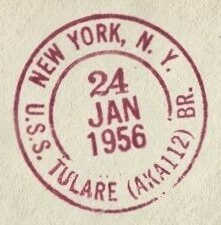 NEW YORK, N. Y.
24
JAN
1956
U.S.S. TULARE (AKA112) BR.